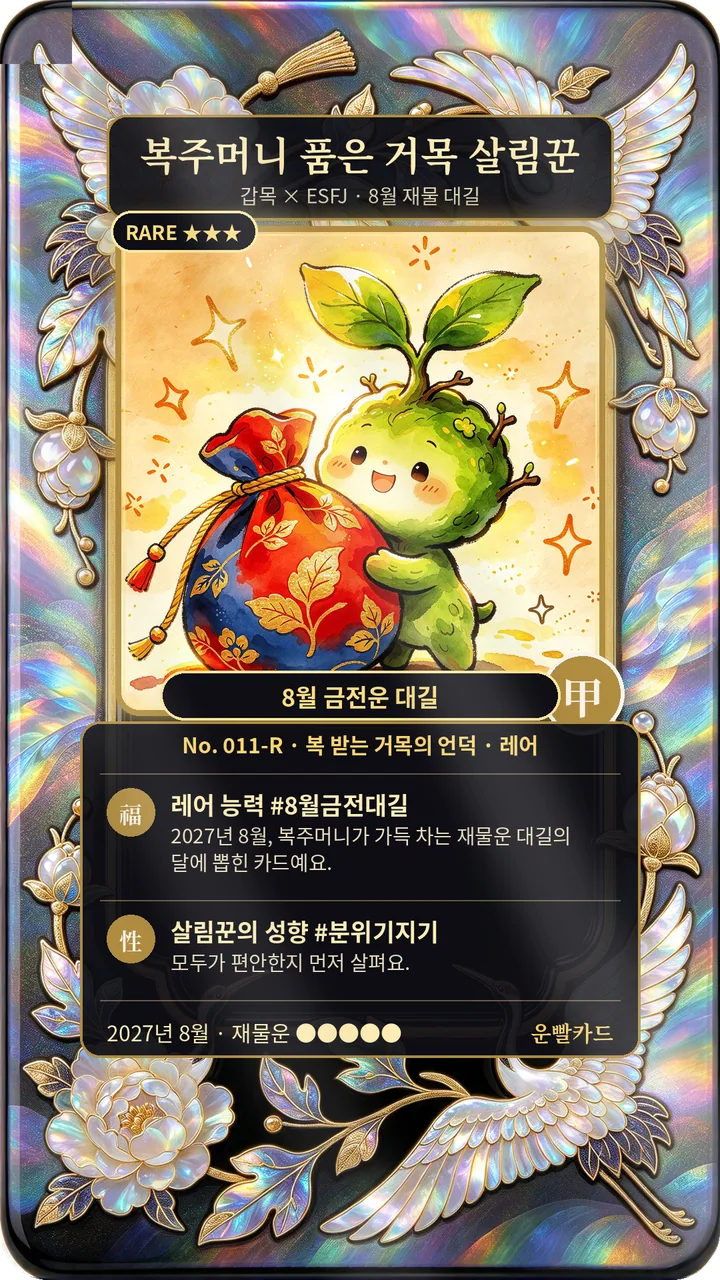 복주머니 품은 거목 살림꾼
갑목 × ESFJ · 8월 재물 대길
RARE ★★★
8월 금전운 대길
甲
No. 011-R · 복 받는 거목의 언덕 · 레어
福
레어 능력 #8월금전대길
2027년 8월, 복주머니가 가득 차는 재물운 대길의
달에 뽑힌 카드예요.
性
살림꾼의 성향 #분위기지기
모두가 편안한지 먼저 살펴요.
2027년 8월 · 재물운 ●●●●●
운빨카드